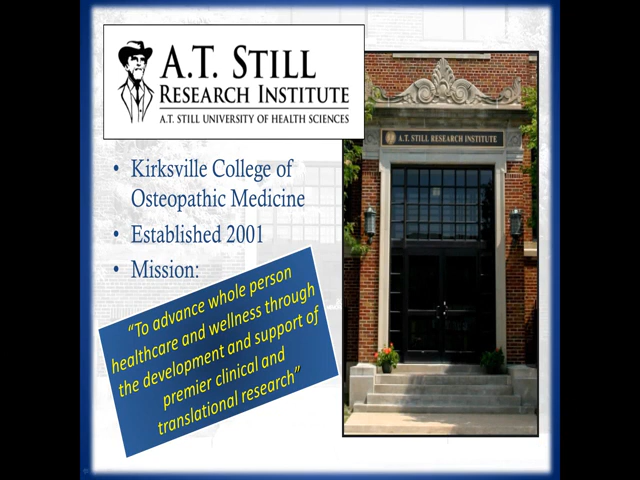 A.T. STILL
RESEARCH INSTITUTE
A.T. STILL UNIVERSITY OF HEALTH SCIENCES
A.T. STILL RESEARCH INSTITUTE
• Kirksville College of
Osteopathic Medicine
• Established 2001
• Mission:
“To advance whole person
healthcare and wellness through
the development and support of
premier clinical and
translational research”